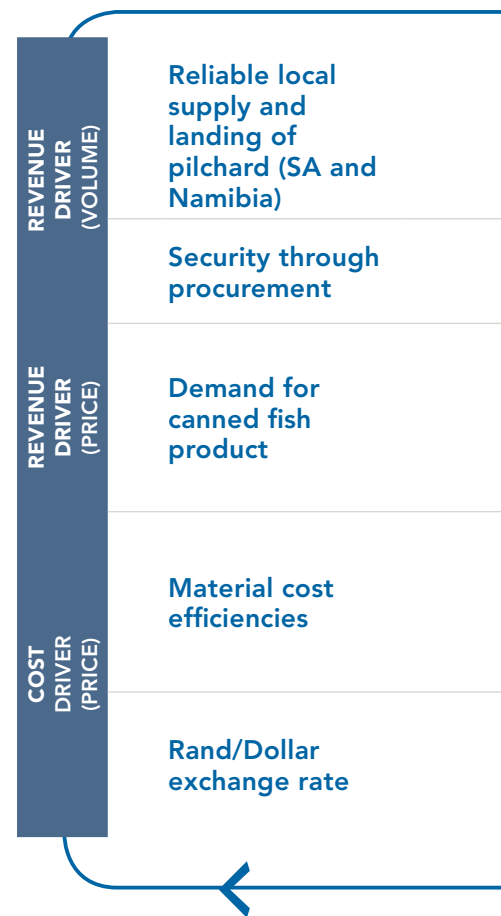 REVENUE
DRIVER
(VOLUME)
Reliable local
supply and
landing of
pilchard (SA and
Namibia)
Security through
procurement
REVENUE
DRIVER
(PRICE)
Demand for
canned fish
product
COST
DRIVER
(PRICE)
Material cost
efficiencies
Rand/Dollar
exchange rate